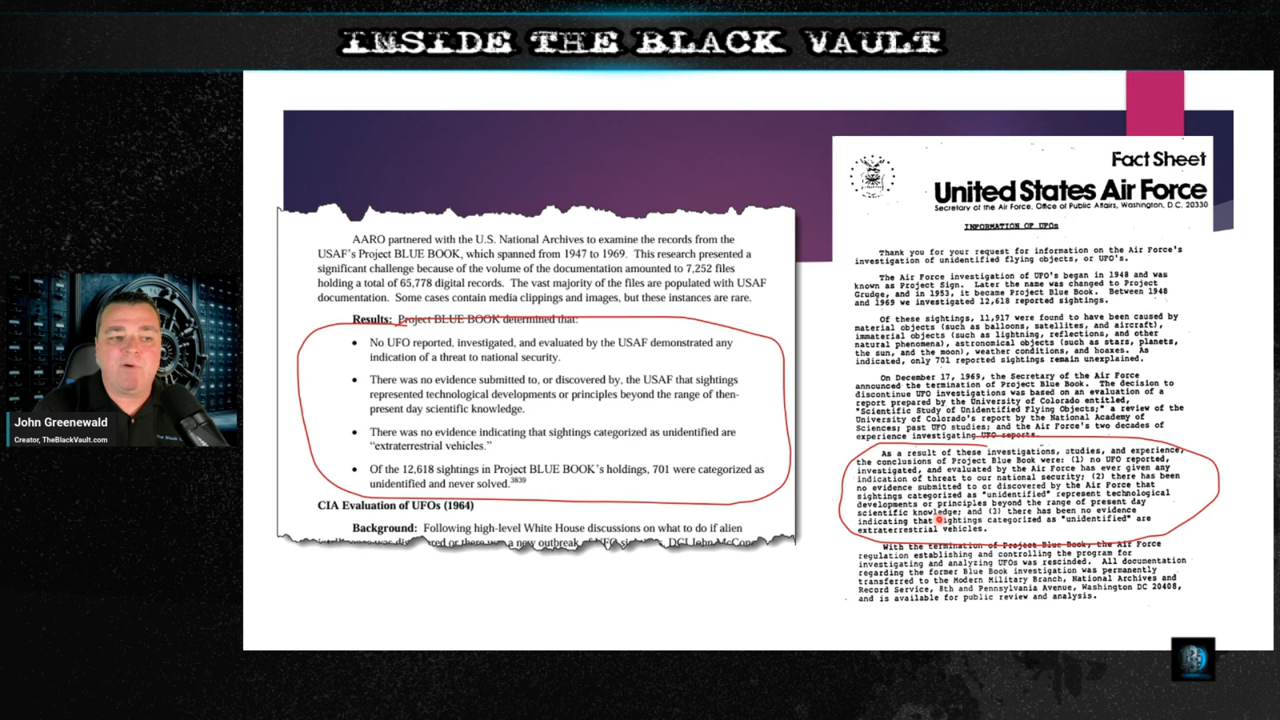 INSIDE THE BLACK VAULT
AARO partnered with the U.S. National Archives to examine the records from the
USAF's Project BLUE BOOK, which spanned from 1947 to 1969. This research presented a
significant challenge because of the volume of the documentation amounted to 7,252 files
holding a total of 65,778 digital records. The vast majority of the files are populated with USAF
documentation. Some cases contain media clippings and images, but these instances are rare.
Results: Project BLUE BOOK determined that:
• No UFO reported, investigated, and evaluated by the USAF demonstrated any
indication of a threat to national security.
• There was no evidence submitted to, or discovered by, the USAF that sightings
represented technological developments or principles beyond the range of then-
present day scientific knowledge.
• There was no evidence indicating that sightings categorized as unidentified are
“extraterrestrial vehicles.”
• Of the 12,618 sightings in Project BLUE BOOK's holdings, 701 were categorized as
unidentified and never solved.3839
CIA Evaluation of UFOs (1964)
Background: Following high-level White House discussions on what to do if alien
Fact Sheet
United States Air Force
Secretary of the Air Force, Office of Public Affairs, Washington, D.C. 20330
INFORMATION OF UFOs
Thank you for your request for information on the Air Force's
investigation of unidentified flying objects, or UFO's.
The Air Force investigation of UFO's began in 1948 and was
known as Project Sign. Later the name was changed to Project
Grudge, and in 1953, it became Project Blue Book. Between 1948
and 1969 we investigated 12,618 reported sightings.
Of these sightings, 11,917 were found to have been caused by
material objects (such as balloons, satellites, and aircraft),
immaterial objects (such as lightning, reflections, and other
natural phenomena), astronomical objects (such as stars, planets,
the sun, and the moon), weather conditions, and hoaxes. As
indicated, only 701 reported sightings remain unexplained.
On December 17, 1969, the Secretary of the Air Force
announced the termination of Project Blue Book. The decision to
discontinue UFO investigations was based on an evaluation of a
report prepared by the University of Colorado entitled,
"Scientific Study of Unidentified Flying Objects;" a review of the
University of Colorado's report by the National Academy of
Sciences; past UFO studies; and the Air Force's two decades of
experience investigating UFO reports.
As a result of these investigations, studies, and experience,
the conclusions of Project Blue Book were: (1) no UFO reported,
investigated, and evaluated by the Air Force has ever given any
indication of threat to our national security; (2) there has been
no evidence submitted to or discovered by the Air Force that
sightings categorized as "unidentified" represent technological
developments or principles beyond the range of present day
scientific knowledge; and (3) there has been no evidence
indicating that sightings categorized as "unidentified" are
extraterrestrial vehicles.
With the termination of Project Blue Book, the Air Force
regulation establishing and controlling the program for
investigating and analyzing UFOs was rescinded. All documentation
regarding the former Blue Book investigation was permanently
transferred to the Modern Military Branch, National Archives and
Record Service, 8th and Pennsylvania Avenue, Washington DC 20408,
and is available for public review and analysis.
John Greenewald
Creator, TheBlackVault.com